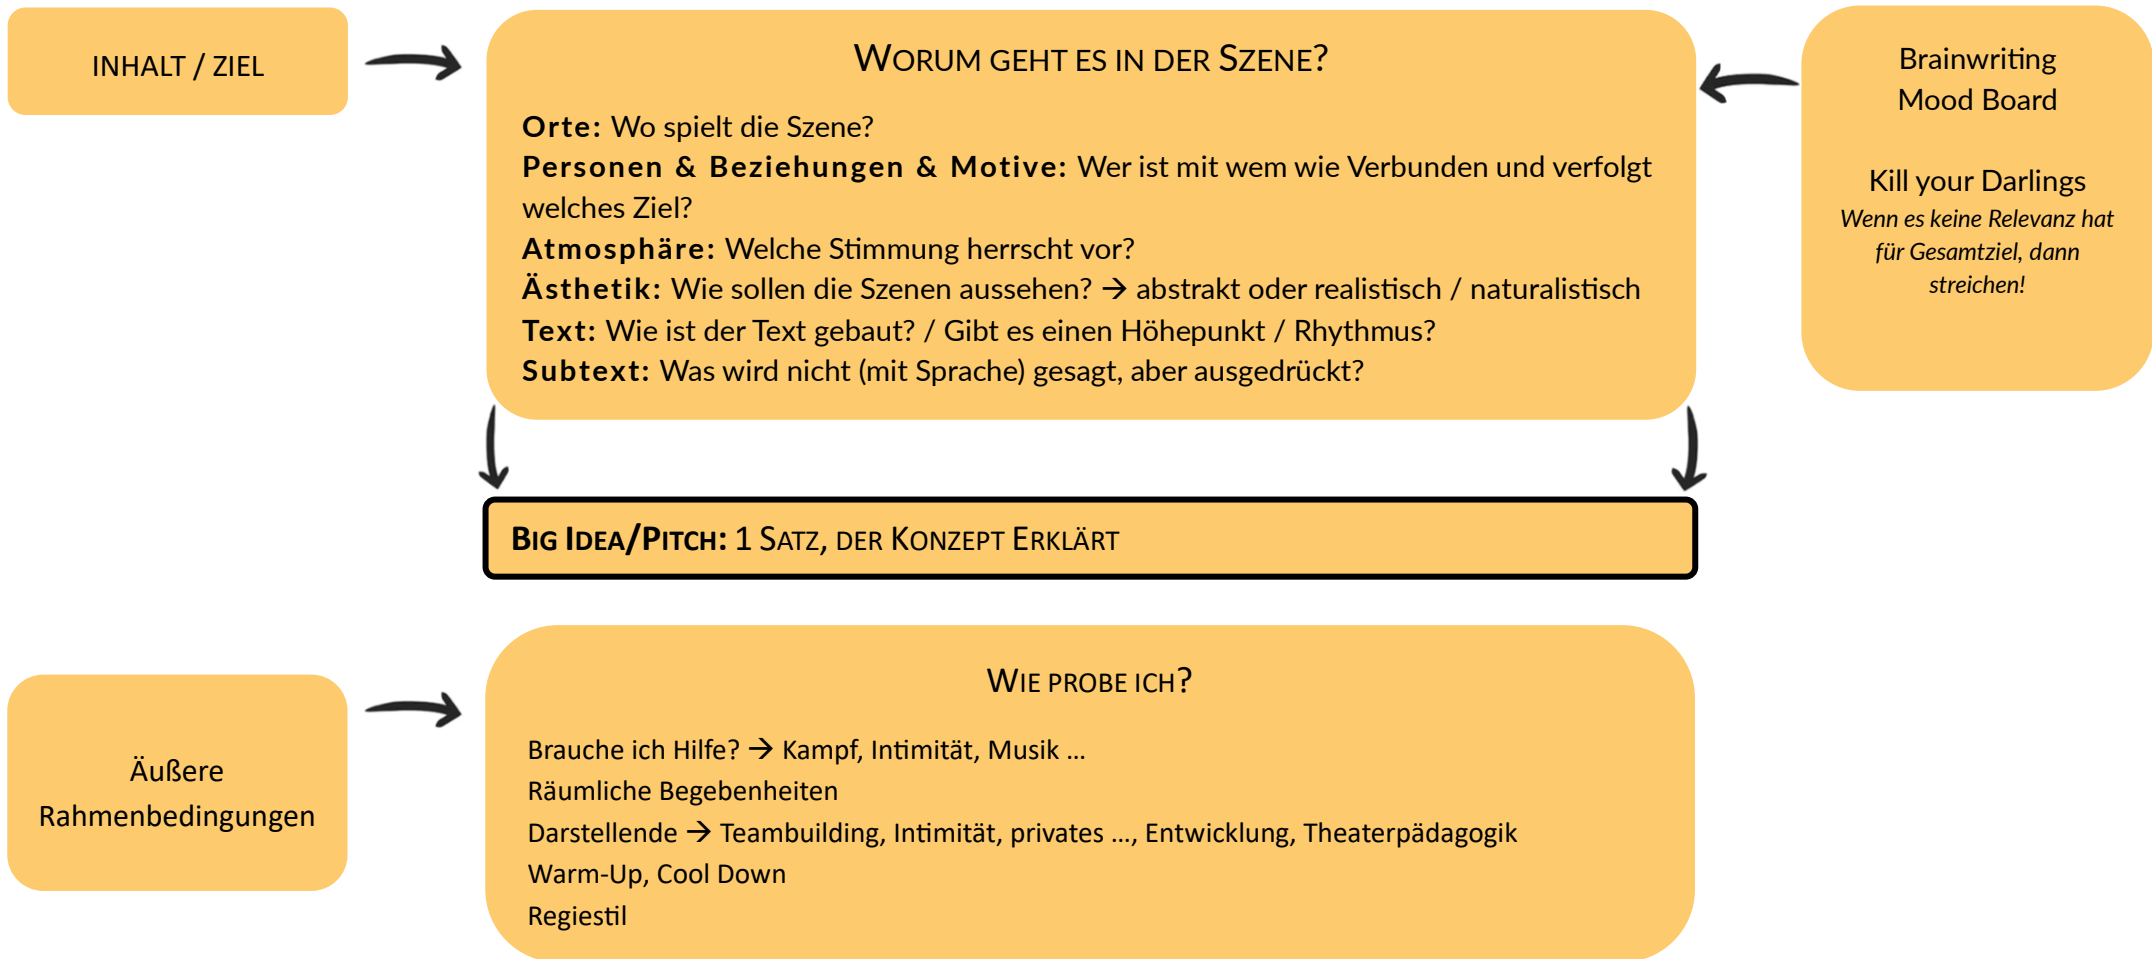 INHALT / ZIEL
WORUM GEHT ES IN DER SZENE?
Orte: Wo spielt die Szene?
Personen & Beziehungen & Motive: Wer ist mit wem wie Verbunden und verfolgt
welches Ziel?
Atmosphäre: Welche Stimmung herrscht vor?
Ästhetik: Wie sollen die Szenen aussehen? → abstrakt oder realistisch / naturalistisch
Text: Wie ist der Text gebaut? / Gibt es einen Höhepunkt / Rhythmus?
Subtext: Was wird nicht (mit Sprache) gesagt, aber ausgedrückt?
Brainwriting
Mood Board
Kill your Darlings
Wenn es keine Relevanz hat
für Gesamtziel, dann
streichen!
BIG IDEA/PITCH: 1 SATZ, DER KONZEPT ERKLÄRT
Äußere
Rahmenbedingungen
WIE PROBE ICH?
Brauche ich Hilfe? → Kampf, Intimität, Musik …
Räumliche Begebenheiten
Darstellende → Teambuilding, Intimität, privates …, Entwicklung, Theaterpädagogik
Warm-Up, Cool Down
Regiestil